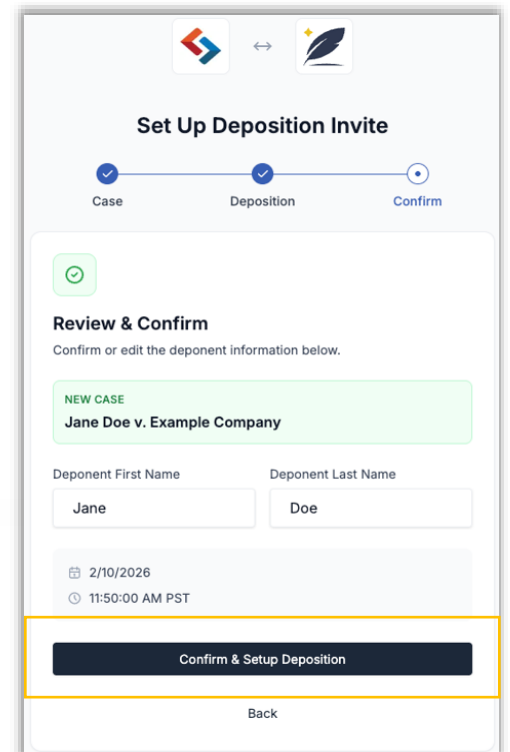 Set Up Deposition Invite
Case Deposition Confirm
Review & Confirm
Confirm or edit the deponent information below.
NEW CASE
Jane Doe v. Example Company
Deponent First Name Deponent Last Name
Jane Doe
2/10/2026
11:50:00 AM PST
Confirm & Setup Deposition
Back